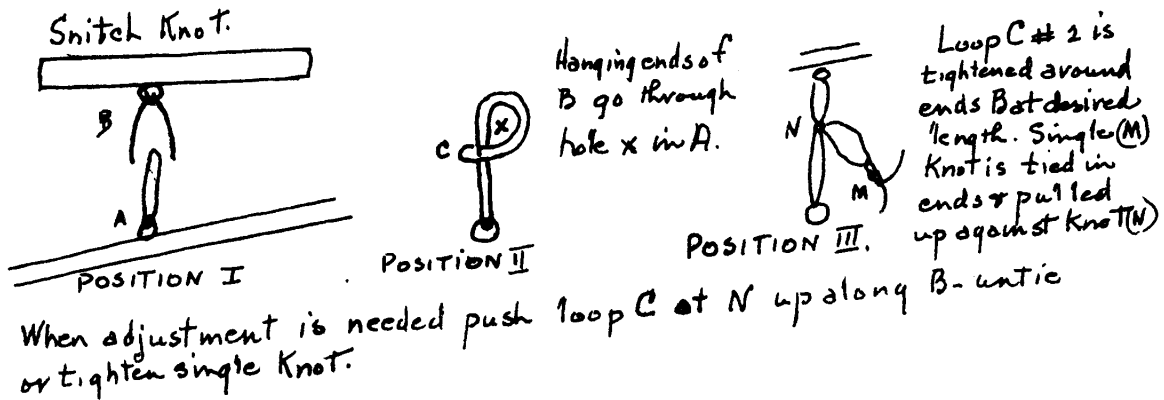 Snitch Knot.
B
A
POSITION I
C
x
POSITION II
Hanging ends of
B go through
hole x in A.
N
M
POSITION III.
Loop C # 2 is
tightened around
ends B at desired
length. Single (M)
Knot is tied in
ends & pulled
up against Knot (N)
When adjustment is needed push loop C at N up along B - untie
or tighten single Knot.